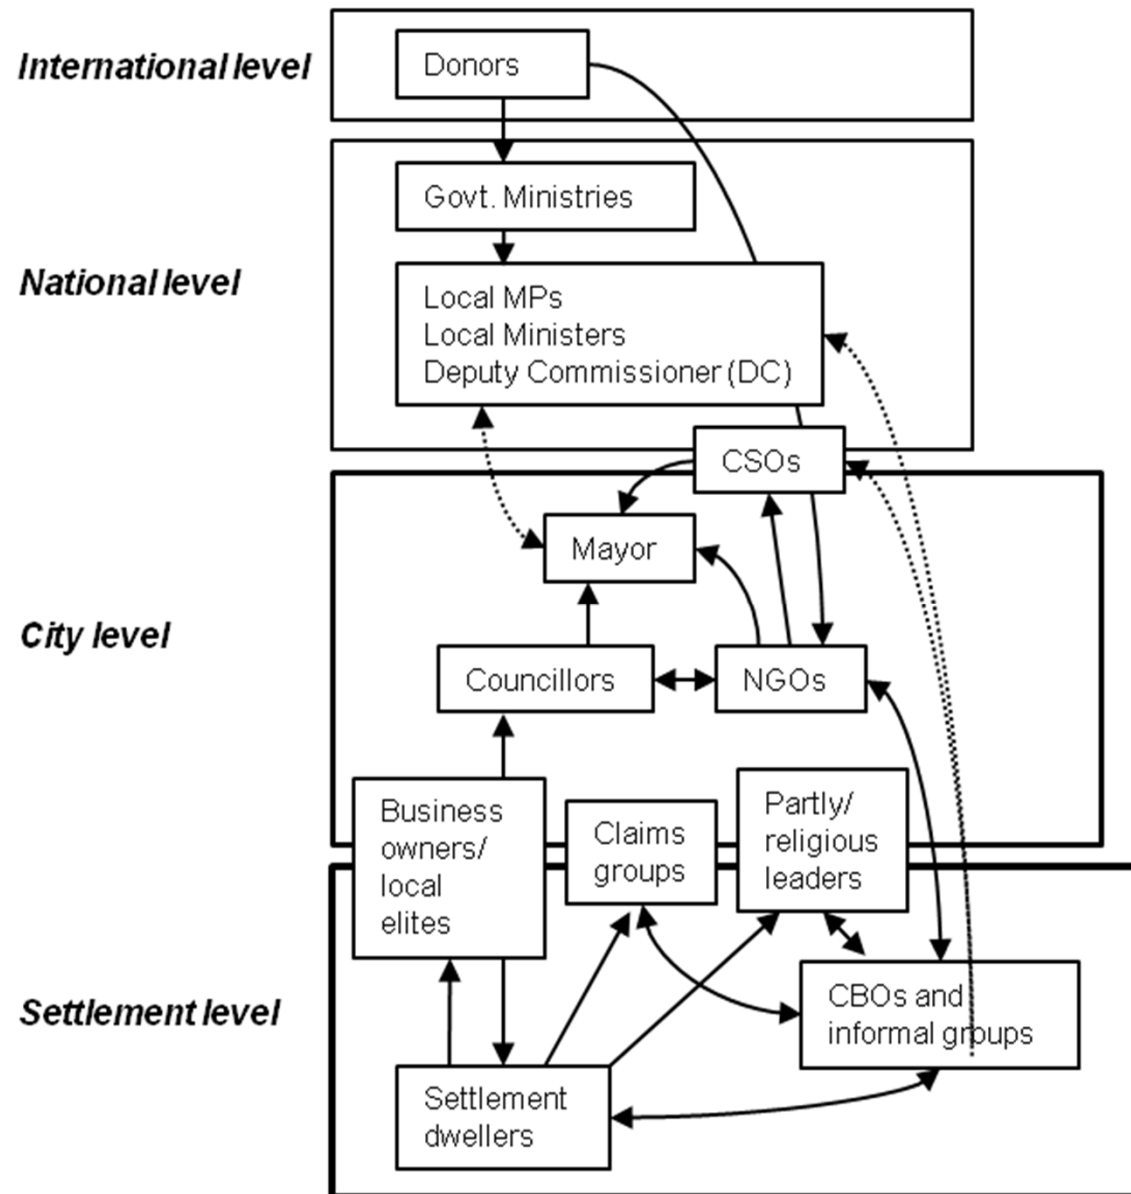 International level
Donors
Govt. Ministries
National level
Local MPs
Local Ministers
Deputy Commissioner (DC)
CSOs
Mayor
City level
Councillors
NGOs
Business
owners/
local
elites
Claims
groups
Partly/
religious
leaders
Settlement level
CBOs and
informal groups
Settlement
dwellers